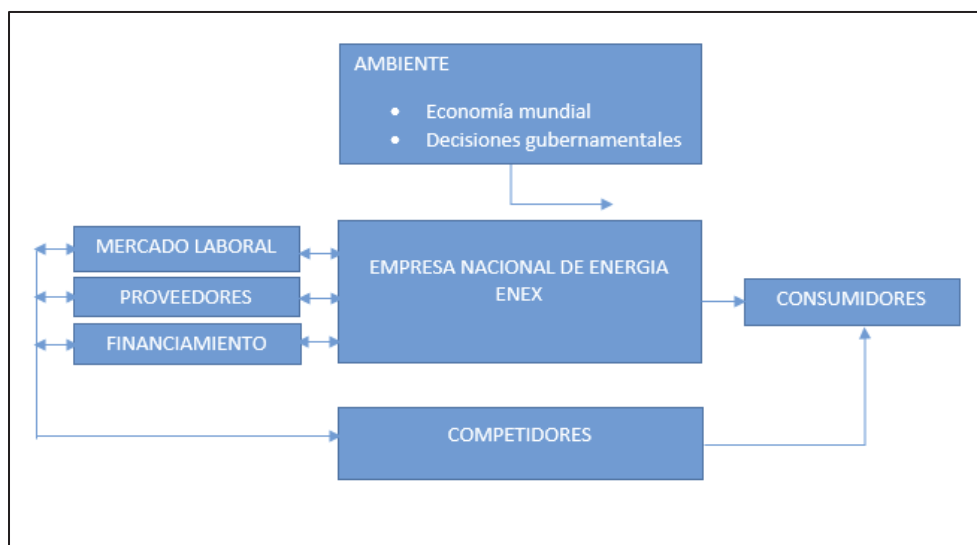 AMBIENTE
• Economía mundial
• Decisiones gubernamentales
MERCADO LABORAL
PROVEEDORES
FINANCIAMIENTO
EMPRESA NACIONAL DE ENERGIA
ENEX
CONSUMIDORES
COMPETIDORES